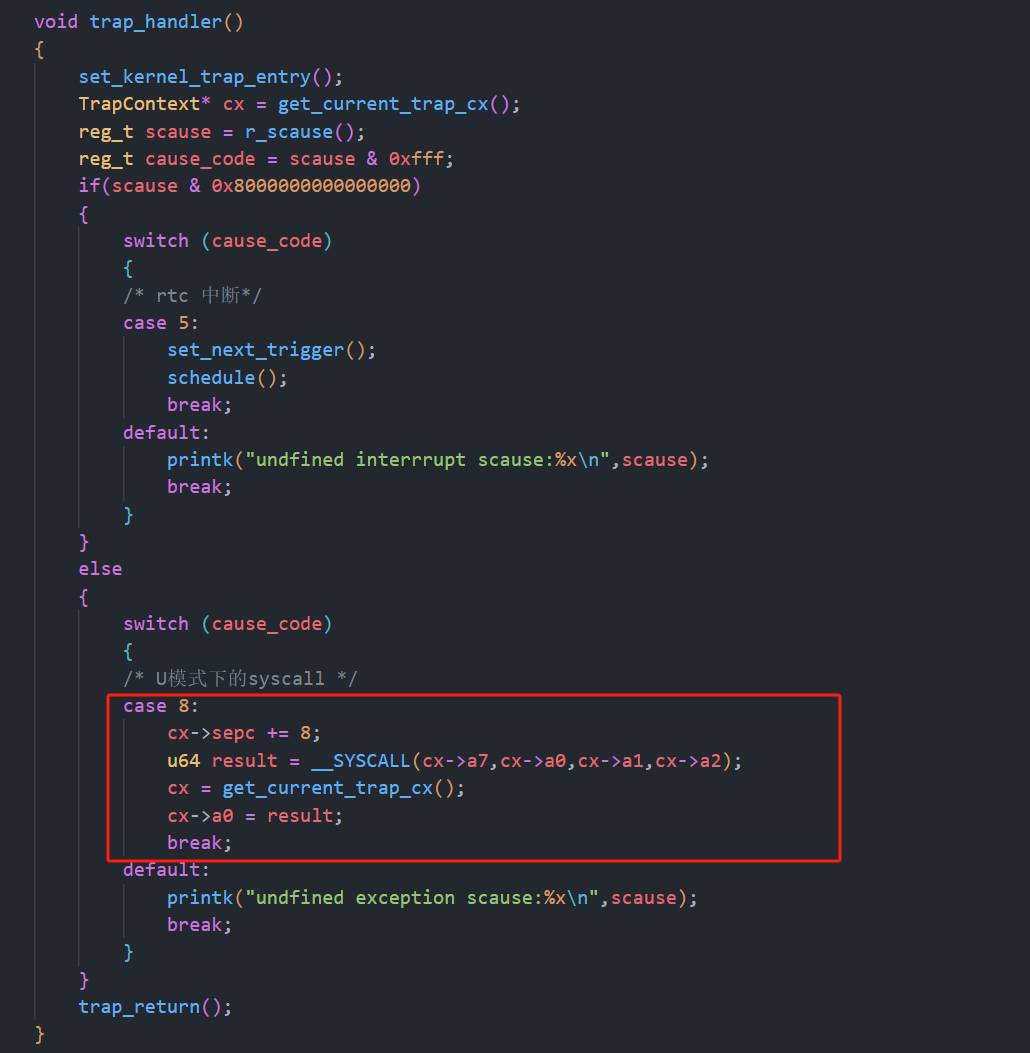 void trap_handler()
{
    set_kernel_trap_entry();
    TrapContext* cx = get_current_trap_cx();
    reg_t scause = r_scause();
    reg_t cause_code = scause & 0xfff;
    if(scause & 0x8000000000000000)
    {
        switch (cause_code)
        {
        /* rtc 中断*/
        case 5:
            set_next_trigger();
            schedule();
            break;
        default:
            printk("undfined interrrupt scause:%x\n",scause);
            break;
        }
    }
    else
    {
        switch (cause_code)
        {
        /* U模式下的syscall */
        case 8:
            cx->sepc += 8;
            u64 result = __SYSCALL(cx->a7,cx->a0,cx->a1,cx->a2);
            cx = get_current_trap_cx();
            cx->a0 = result;
            break;
        default:
            printk("undfined exception scause:%x\n",scause);
            break;
        }
    }
    trap_return();
}